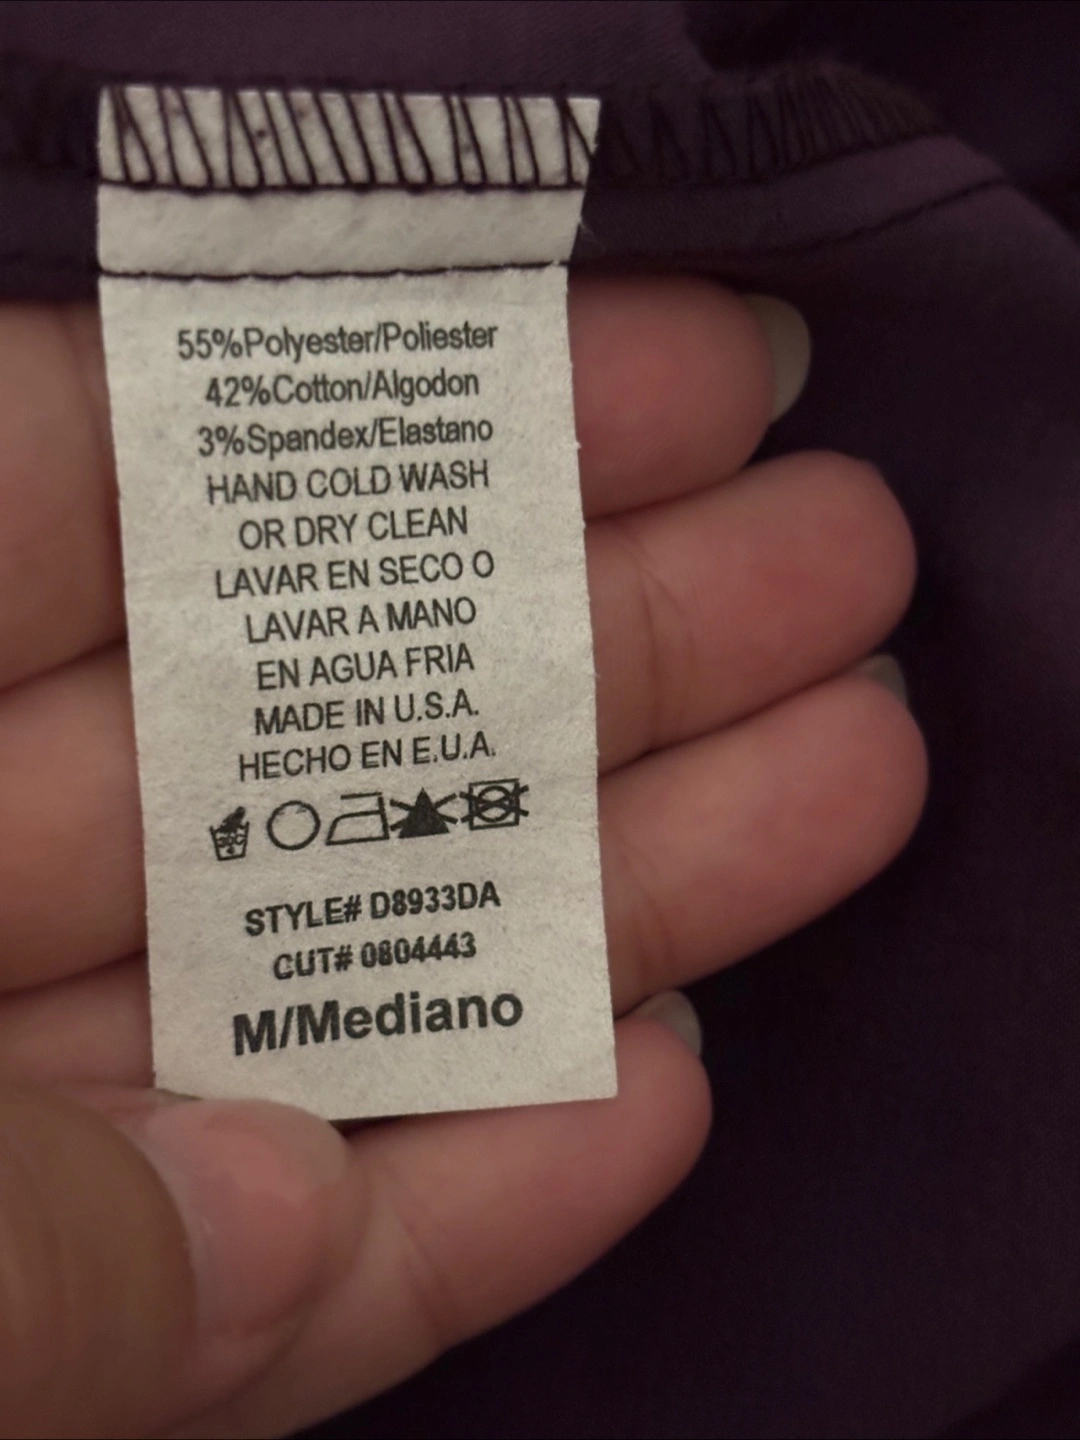 55%Polyester/Poliester
42%Cotton/Algodon
3%Spandex/Elastano
HAND COLD WASH
OR DRY CLEAN
LAVAR EN SECO O
LAVAR A MANO
EN AGUA FRIA
MADE IN U.S.A.
HECHO EN E.U.A.
STYLE# D8933DA
CUT# 0804443
M/Mediano